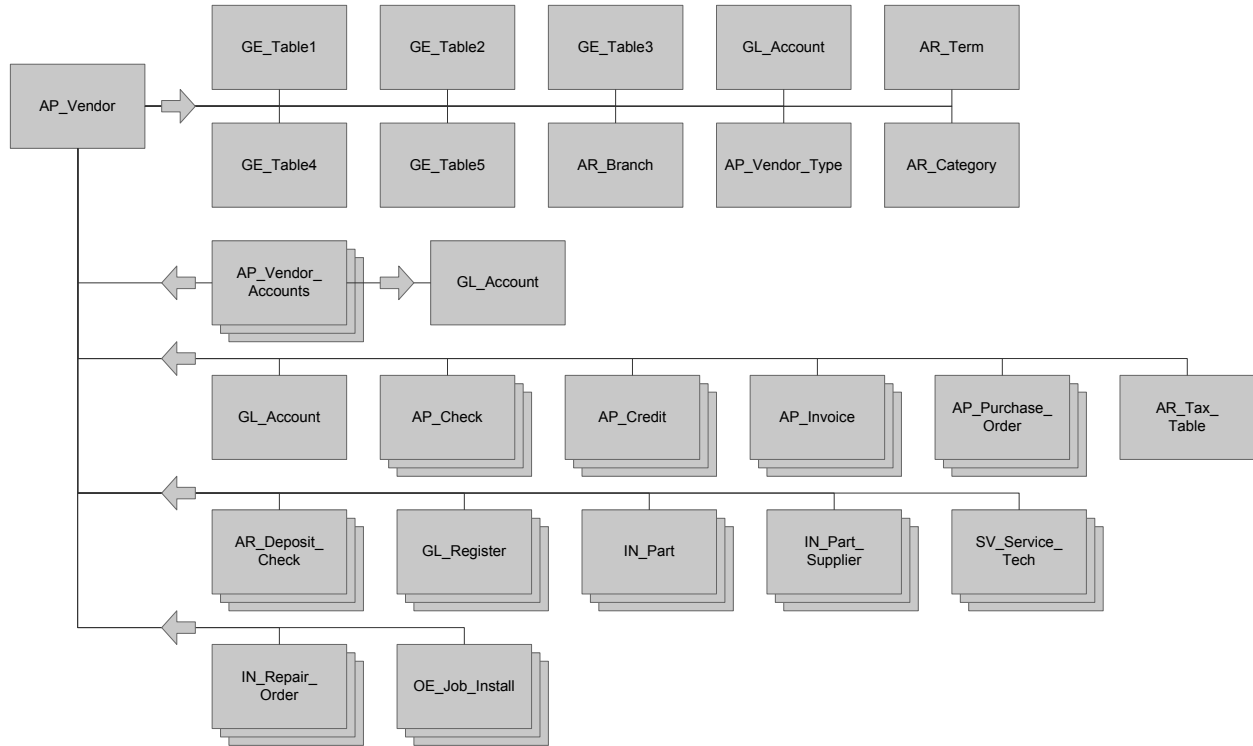 GE_Table1
GE_Table2
GE_Table3
GL_Account
AR_Term
AP_Vendor
GE_Table4
GE_Table5
AR_Branch
AP_Vendor_Type
AR_Category
AP_Vendor_
Accounts
GL_Account
GL_Account
AP_Check
AP_Credit
AP_Invoice
AP_Purchase_
Order
AR_Tax_
Table
AR_Deposit_
Check
GL_Register
IN_Part
IN_Part_
Supplier
SV_Service_
Tech
IN_Repair_
Order
OE_Job_Install